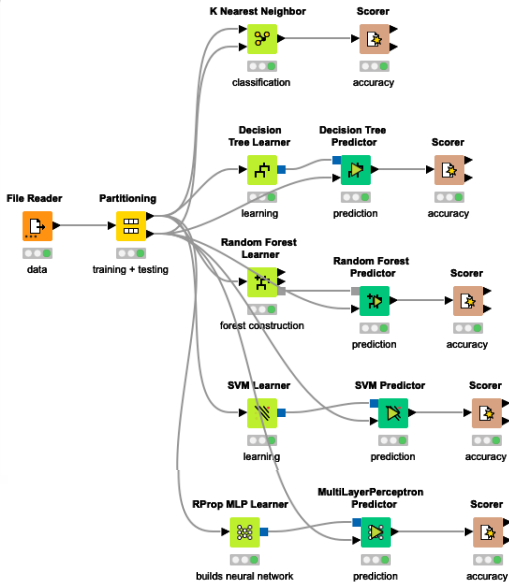 K Nearest Neighbor
Scorer
classification
accuracy
Decision
Tree Learner
Decision Tree
Predictor
Scorer
learning
prediction
accuracy
File Reader
Partitioning
data
training + testing
Random Forest
Learner
Random Forest
Predictor
Scorer
forest construction
prediction
accuracy
SVM Learner
SVM Predictor
Scorer
learning
prediction
accuracy
RProp MLP Learner
MultiLayerPerceptron
Predictor
Scorer
builds neural network
prediction
accuracy